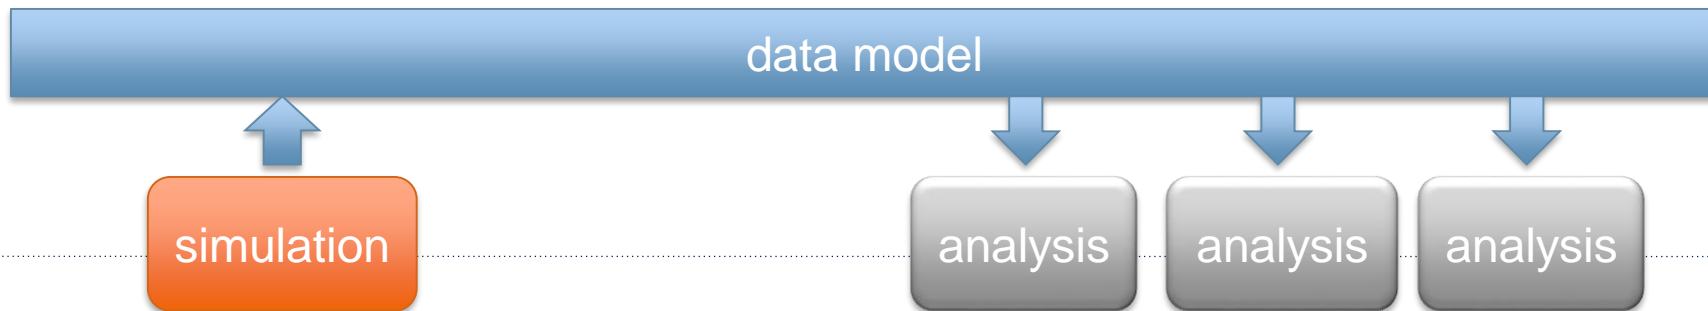 data model
simulation
analysis
analysis
analysis